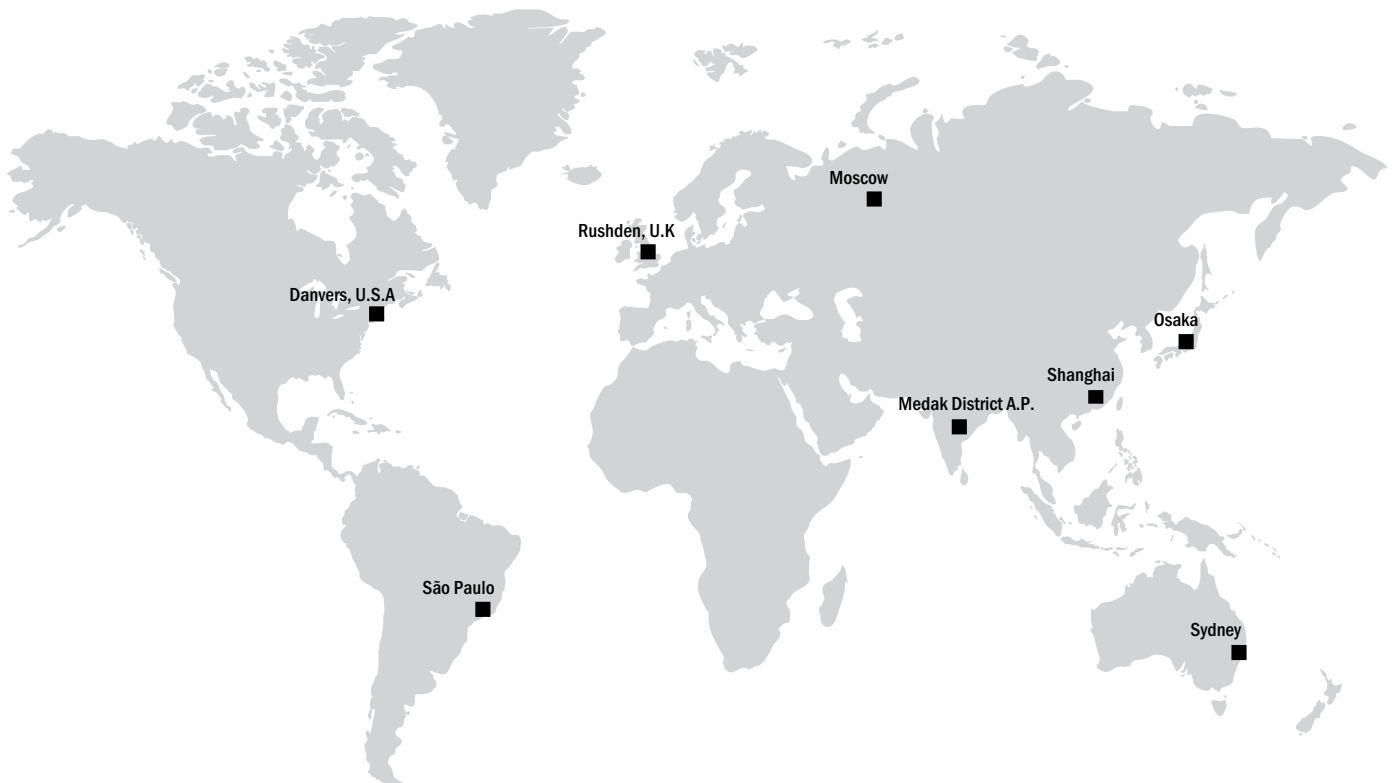 Moscow
Rushden, U.K
Danvers, U.S.A
Osaka
Shanghai
Medak District A.P.
São Paulo
Sydney